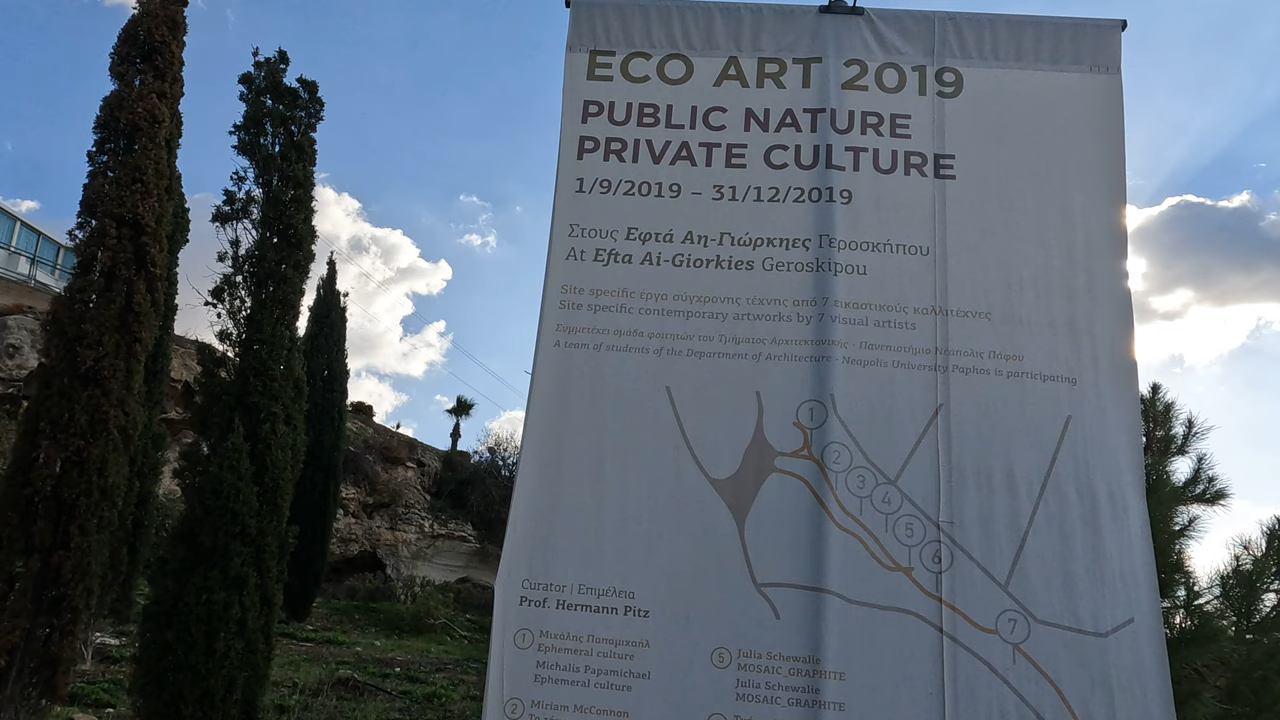 ECO ART 2019
PUBLIC NATURE
PRIVATE CULTURE
1/9/2019 – 31/12/2019
Στους Εφτά Αη-Γιώρκηες Γεροσκήπου
At Efta Ai-Giorkies Geroskipou
Site specific έργα σύγχρονης τέχνης από 7 εικαστικούς καλλιτέχνες
Site specific contemporary artworks by 7 visual artists
Συμμετέχει ομάδα φοιτητών του Τμήματος Αρχιτεκτονικής - Πανεπιστήμιο Νεάπολις Πάφου
A team of students of the Department of Architecture - Neapolis University Paphos is participating
1
2
3
4
5
6
7
Curator | Επιμέλεια
Prof. Hermann Pitz
1 Μιχάλης Παπαμιχαήλ
Ephemeral culture
Michalis Papamichael
Ephemeral culture
2 Miriam McConnon
5 Julia Schewalie
MOSAIC_GRAPHITE
Julia Schewalie
MOSAIC_GRAPHITE